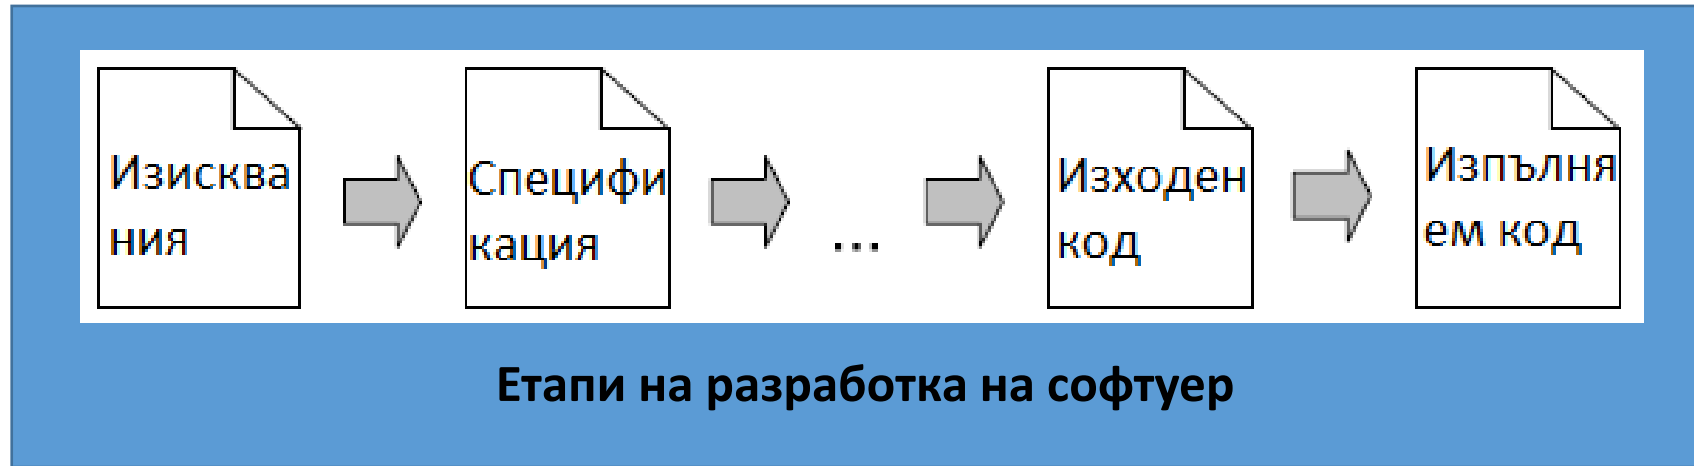 Изисква
ния
Специфи
кация
...
Изходен
код
Изпълня
ем код
Етапи на разработка на софтуер